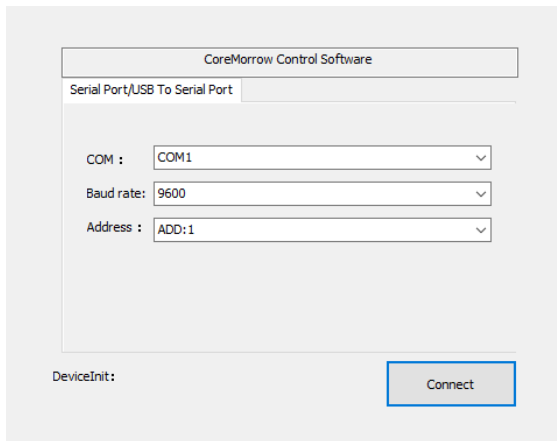 CoreMorrow Control Software
Serial Port/USB To Serial Port
COM : COM1
Baud rate: 9600
Address : ADD:1
DeviceInit:
Connect